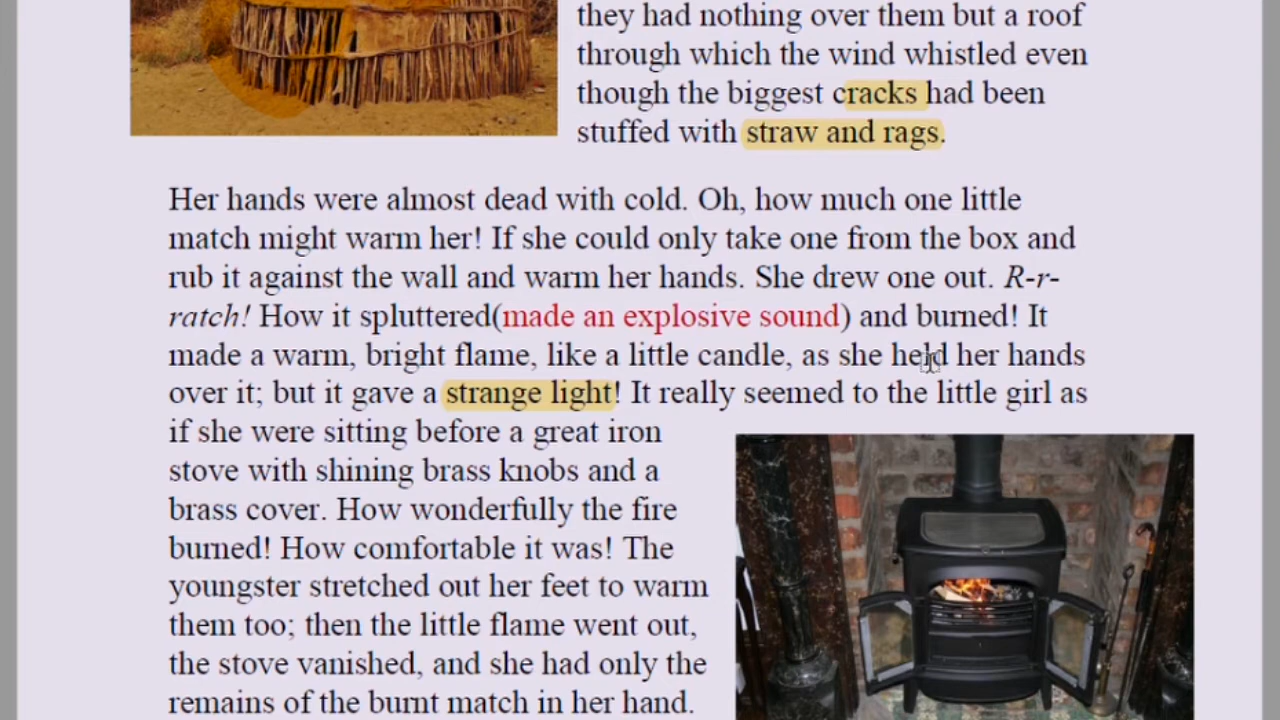 they had nothing over them but a roof
through which the wind whistled even
though the biggest cracks had been
stuffed with straw and rags.
Her hands were almost dead with cold. Oh, how much one little
match might warm her! If she could only take one from the box and
rub it against the wall and warm her hands. She drew one out. R-r-
ratch! How it spluttered(made an explosive sound) and burned! It
made a warm, bright flame, like a little candle, as she held her hands
over it; but it gave a strange light! It really seemed to the little girl as
if she were sitting before a great iron
stove with shining brass knobs and a
brass cover. How wonderfully the fire
burned! How comfortable it was! The
youngster stretched out her feet to warm
them too; then the little flame went out,
the stove vanished, and she had only the
remains of the burnt match in her hand.